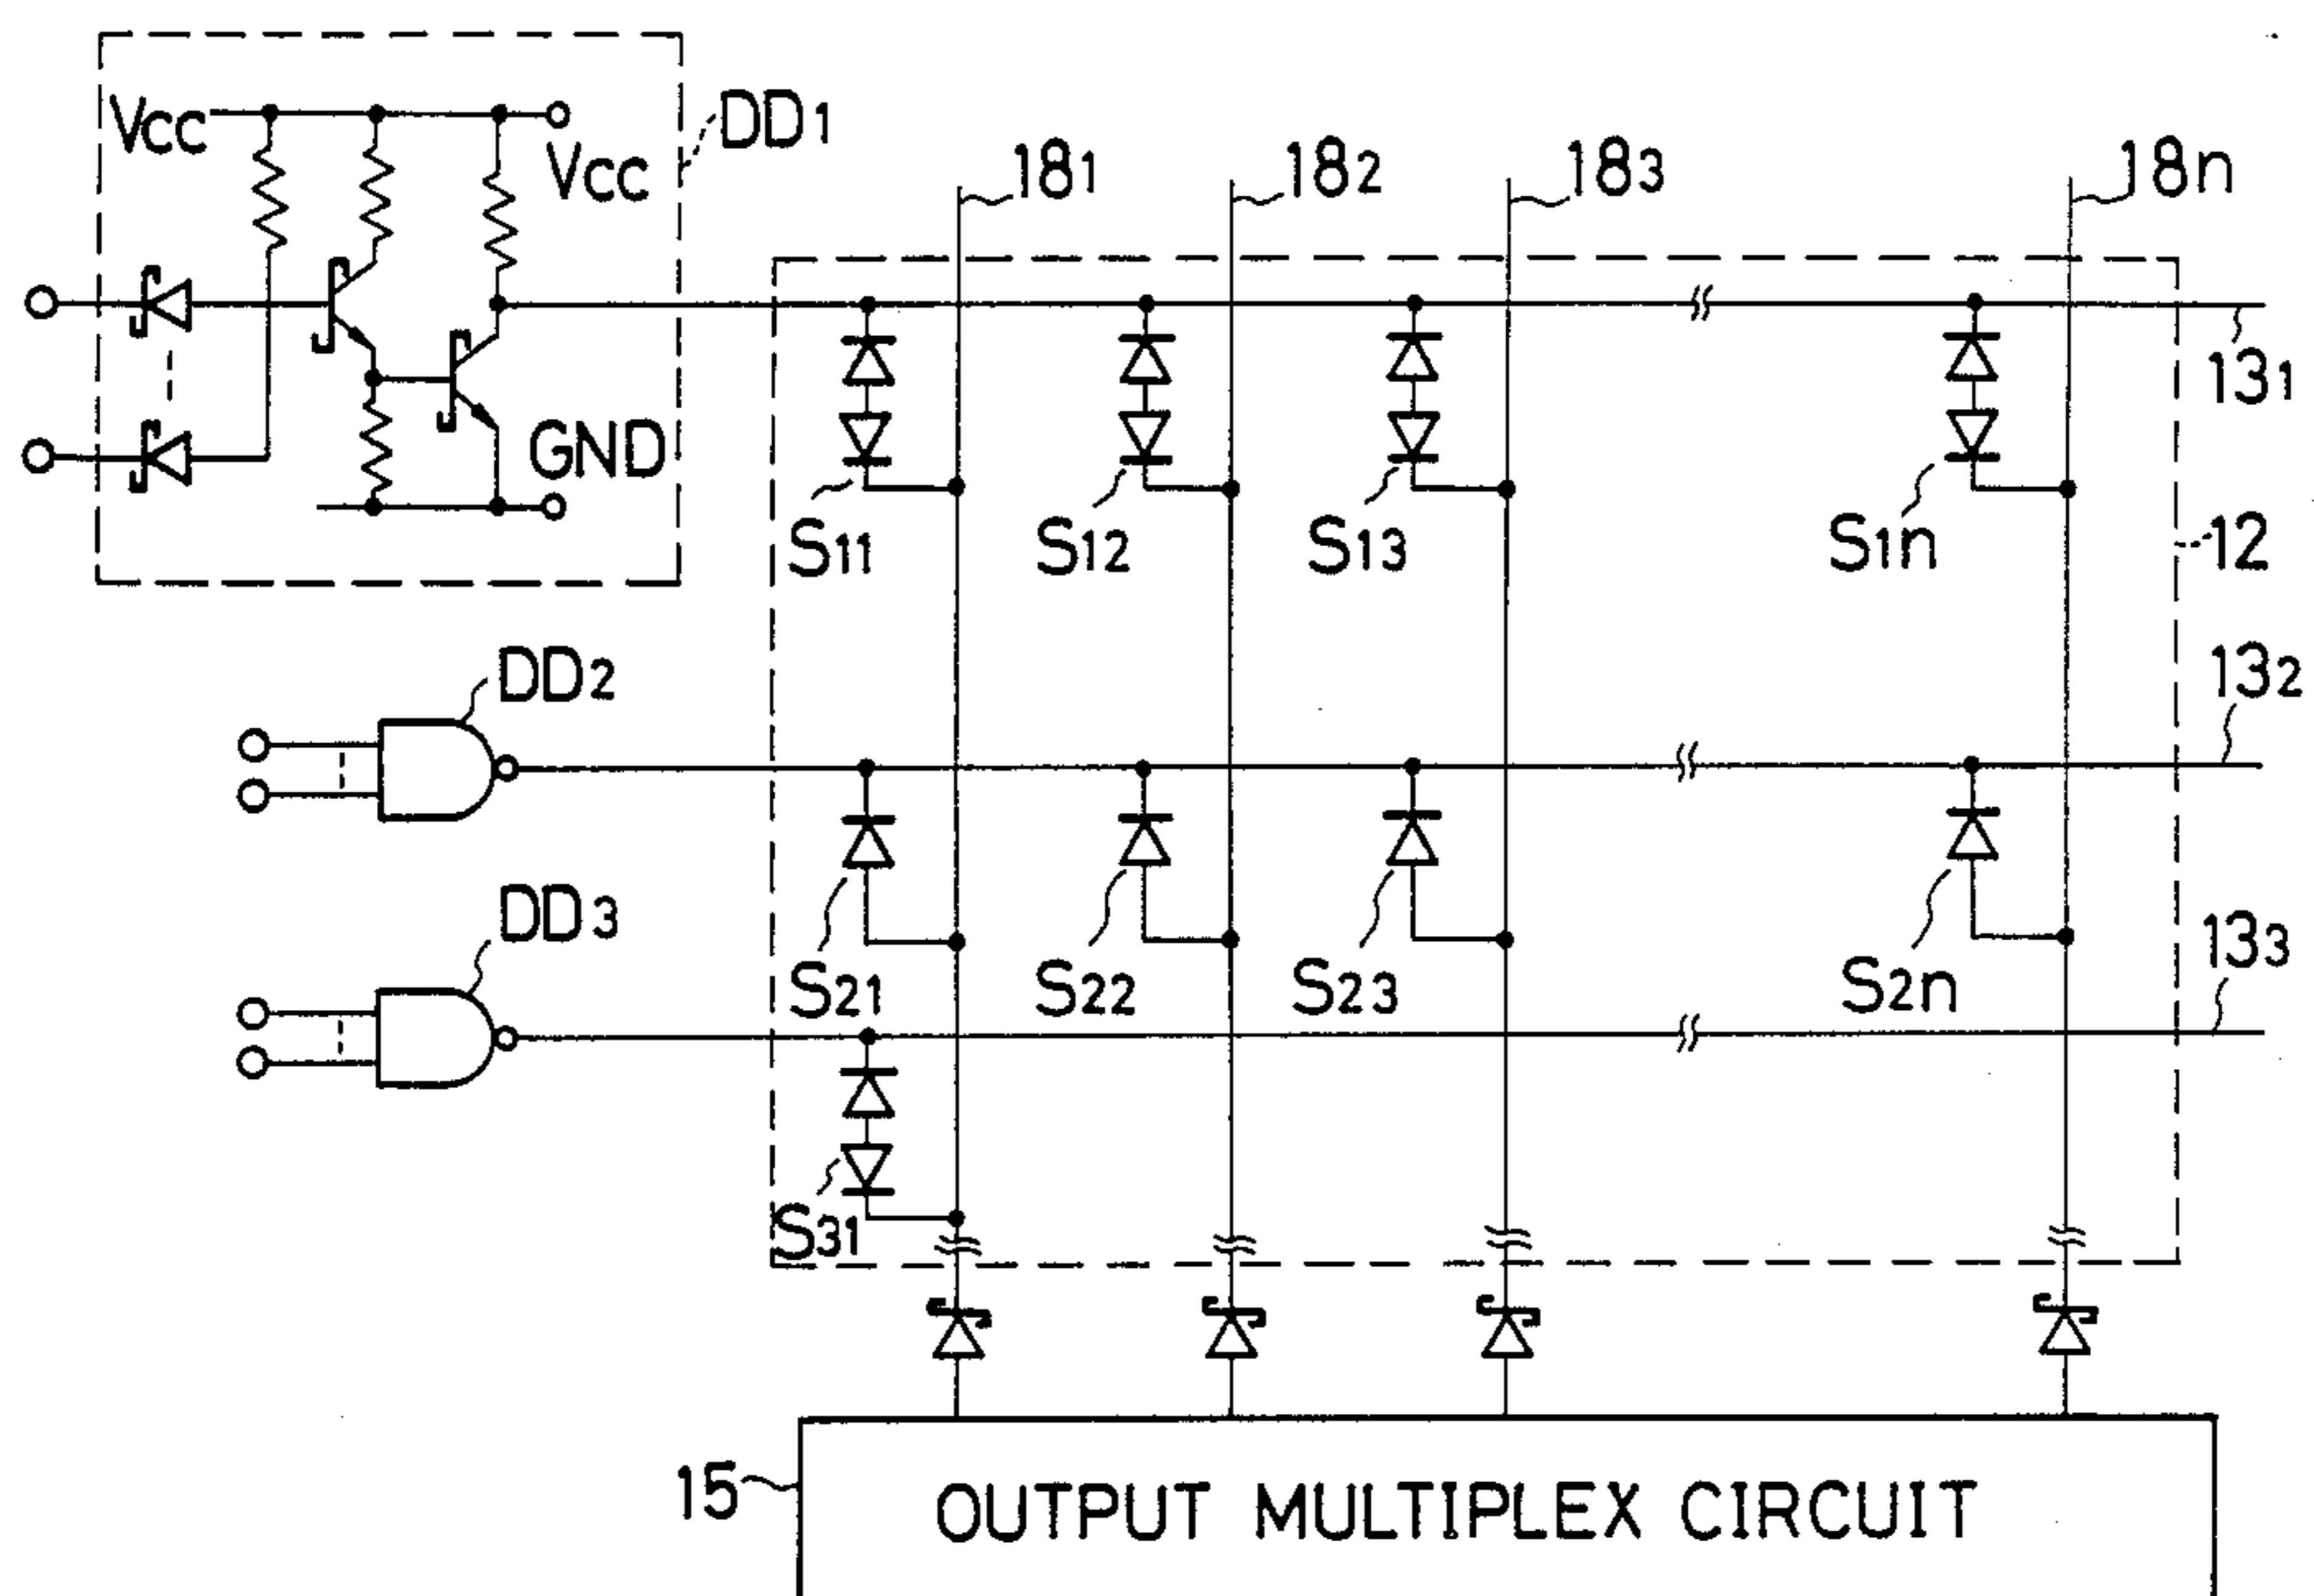 Vcc
Vcc
DD1
181
182
183
18n
GND
131
S11
S12
S13
S1n
12
DD2
132
DD3
S21
S22
S23
S2n
133
S31
15
OUTPUT MULTIPLEX CIRCUIT